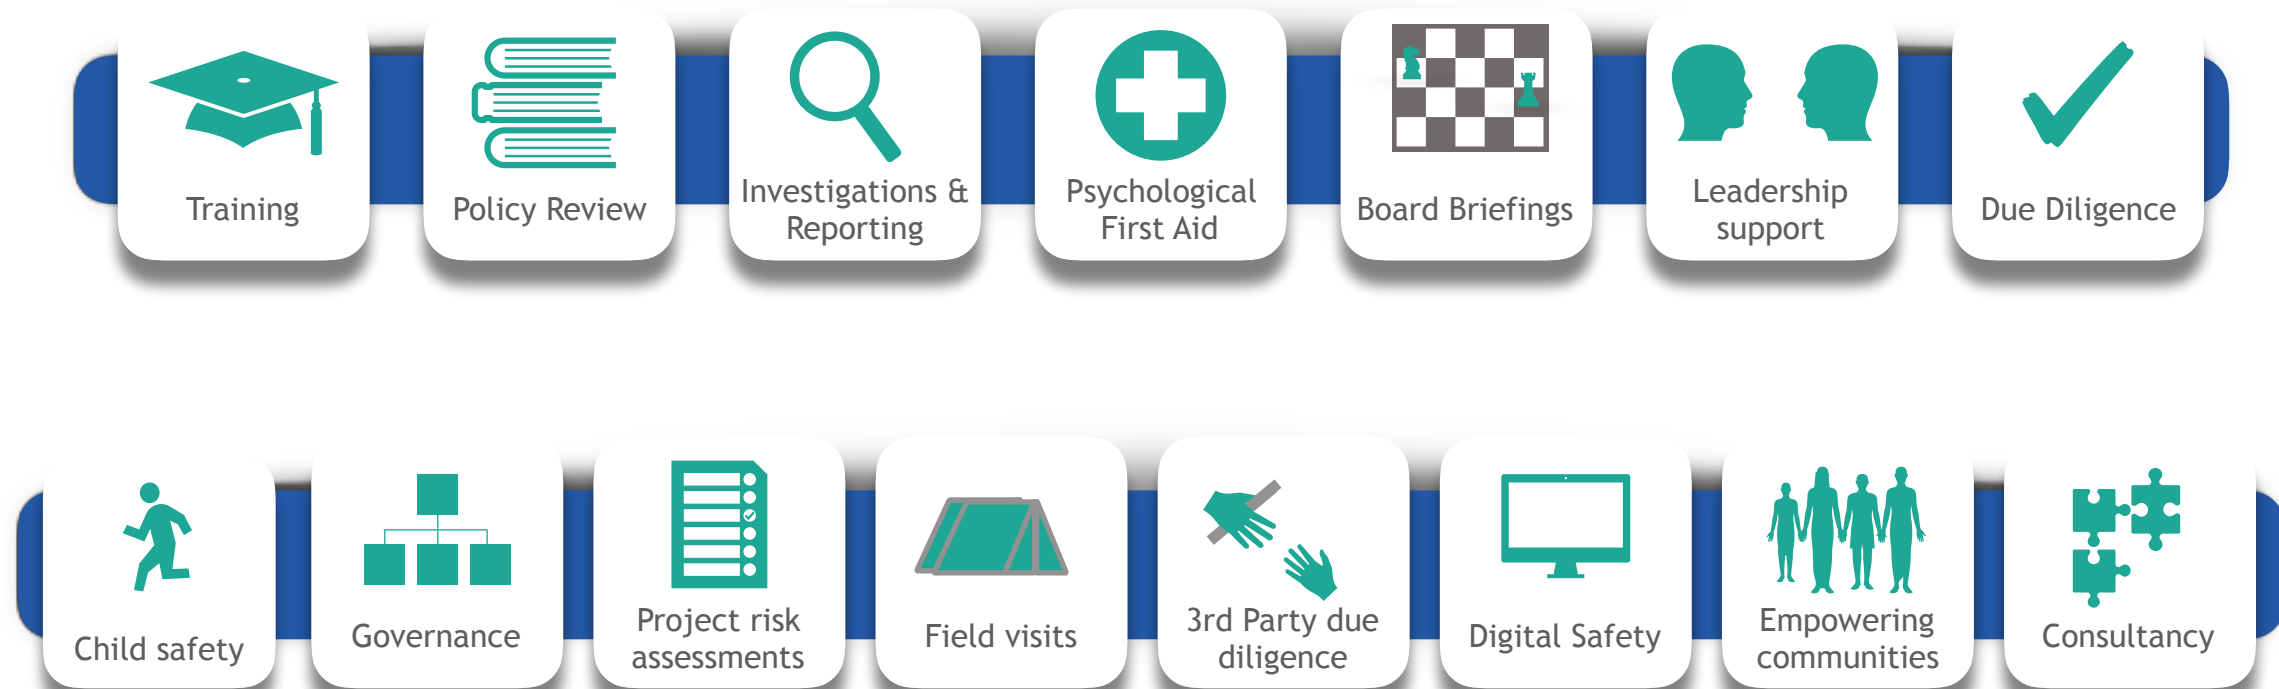 Training
Policy Review
Investigations &
Reporting
Psychological
First Aid
Board Briefings
Leadership
support
Due Diligence
Child safety
Governance
Project risk
assessments
Field visits
3rd Party due
diligence
Digital Safety
Empowering
communities
Consultancy